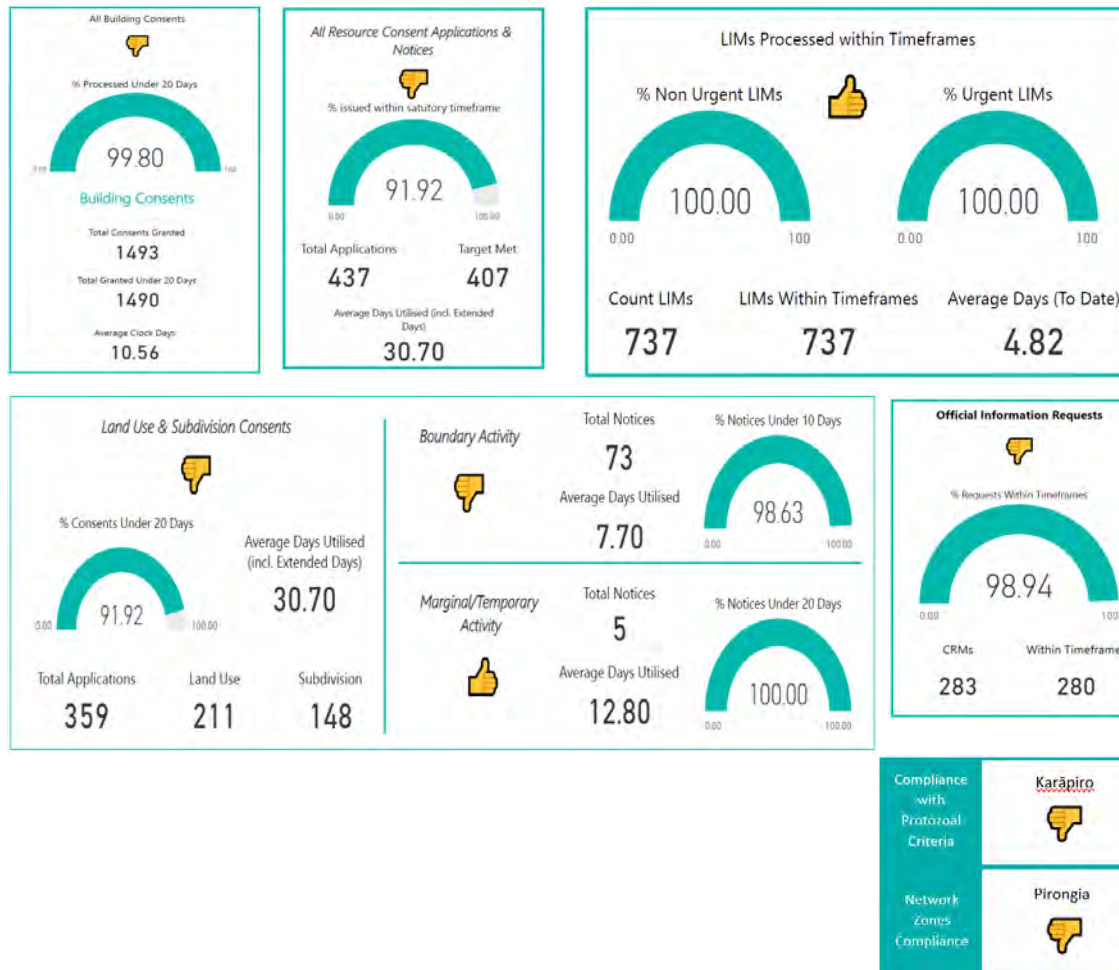 All Building Consents
% Processed Under 20 Days
99.80
0.00
100
Building Consents
Total Consents Granted
1493
Total Granted Under 20 Days
1490
Average Clock Days
10.56
All Resource Consent Applications &
Notices
% issued within satutory timeframe
91.92
0.00
100.00
Total Applications
Target Met
437
407
Average Days Utilised (incl. Extended
Days)
30.70
LIMs Processed within Timeframes
% Non Urgent LIMs
% Urgent LIMs
100.00
100.00
0.00
100
0.00
100
Count LIMs
LIMs Within Timeframes
Average Days (To Date)
737
737
4.82
Land Use & Subdivision Consents
% Consents Under 20 Days
91.92
0.00
100.00
Average Days Utilised
(incl. Extended Days)
30.70
Total Applications
Land Use
Subdivision
359
211
148
Boundary Activity
Total Notices
73
Average Days Utilised
7.70
% Notices Under 10 Days
98.63
0.00
100.00
Marginal/Temporary
Activity
Total Notices
5
Average Days Utilised
12.80
% Notices Under 20 Days
100.00
0.00
100.00
Official Information Requests
% Requests Within Timeframes
98.94
0.00
CRMs
Within Timeframe
283
280
Compliance
with
Protozoal
Criteria
Karāpiro
Network
Zones
Compliance
Pirongia